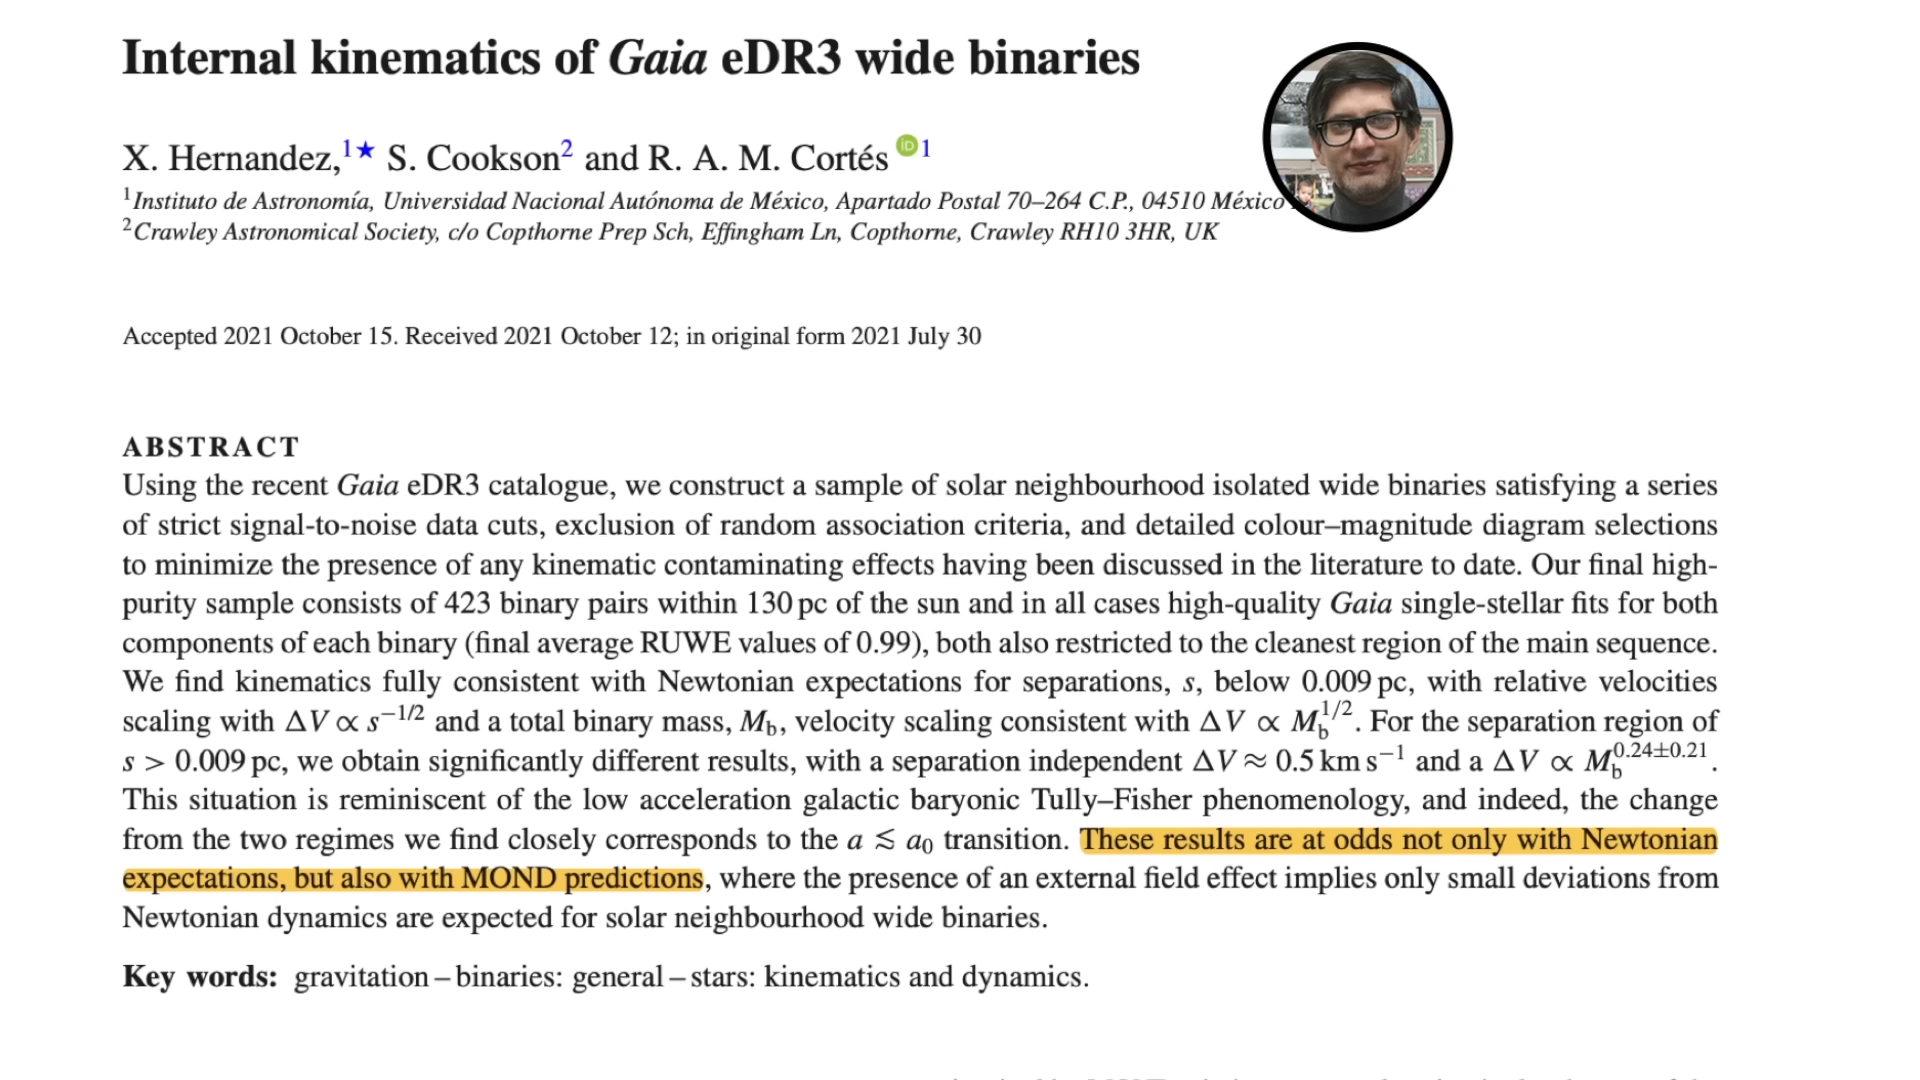 Internal kinematics of Gaia eDR3 wide binaries
X. Hernandez,1★ S. Cookson2 and R. A. M. Cortés iD 1
1Instituto de Astronomía, Universidad Nacional Autónoma de México, Apartado Postal 70–264 C.P., 04510 México
2Crawley Astronomical Society, c/o Copthorne Prep Sch, Effingham Ln, Copthorne, Crawley RH10 3HR, UK
Accepted 2021 October 15. Received 2021 October 12; in original form 2021 July 30
ABSTRACT
Using the recent Gaia eDR3 catalogue, we construct a sample of solar neighbourhood isolated wide binaries satisfying a series
of strict signal-to-noise data cuts, exclusion of random association criteria, and detailed colour–magnitude diagram selections
to minimize the presence of any kinematic contaminating effects having been discussed in the literature to date. Our final high-
purity sample consists of 423 binary pairs within 130 pc of the sun and in all cases high-quality Gaia single-stellar fits for both
components of each binary (final average RUWE values of 0.99), both also restricted to the cleanest region of the main sequence.
We find kinematics fully consistent with Newtonian expectations for separations, s, below 0.009 pc, with relative velocities
scaling with ΔV ∝ s^−1/2 and a total binary mass, M_b, velocity scaling consistent with ΔV ∝ M_b^1/2. For the separation region of
s > 0.009 pc, we obtain significantly different results, with a separation independent ΔV ≈ 0.5 km s^−1 and a ΔV ∝ M_b^0.24±0.21.
This situation is reminiscent of the low acceleration galactic baryonic Tully–Fisher phenomenology, and indeed, the change
from the two regimes we find closely corresponds to the a ≲ a_0 transition. These results are at odds not only with Newtonian
expectations, but also with MOND predictions, where the presence of an external field effect implies only small deviations from
Newtonian dynamics are expected for solar neighbourhood wide binaries.
Key words: gravitation – binaries: general – stars: kinematics and dynamics.